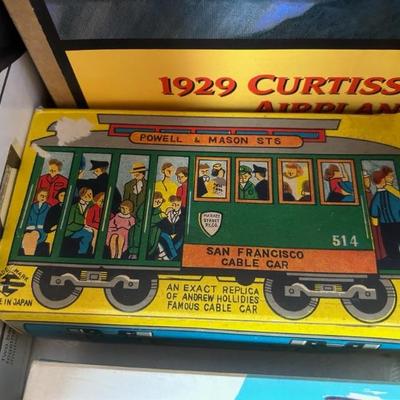 1929 CURTISS
AIRPLAN
POWELL & MASON STS
MARKET
STREET
RY.CO.
514
SAN FRANCISCO
CABLE CAR
AN EXACT REPLICA
OF ANDREW HOLLIDIES
FAMOUS CABLE CAR
E IN JAPAN